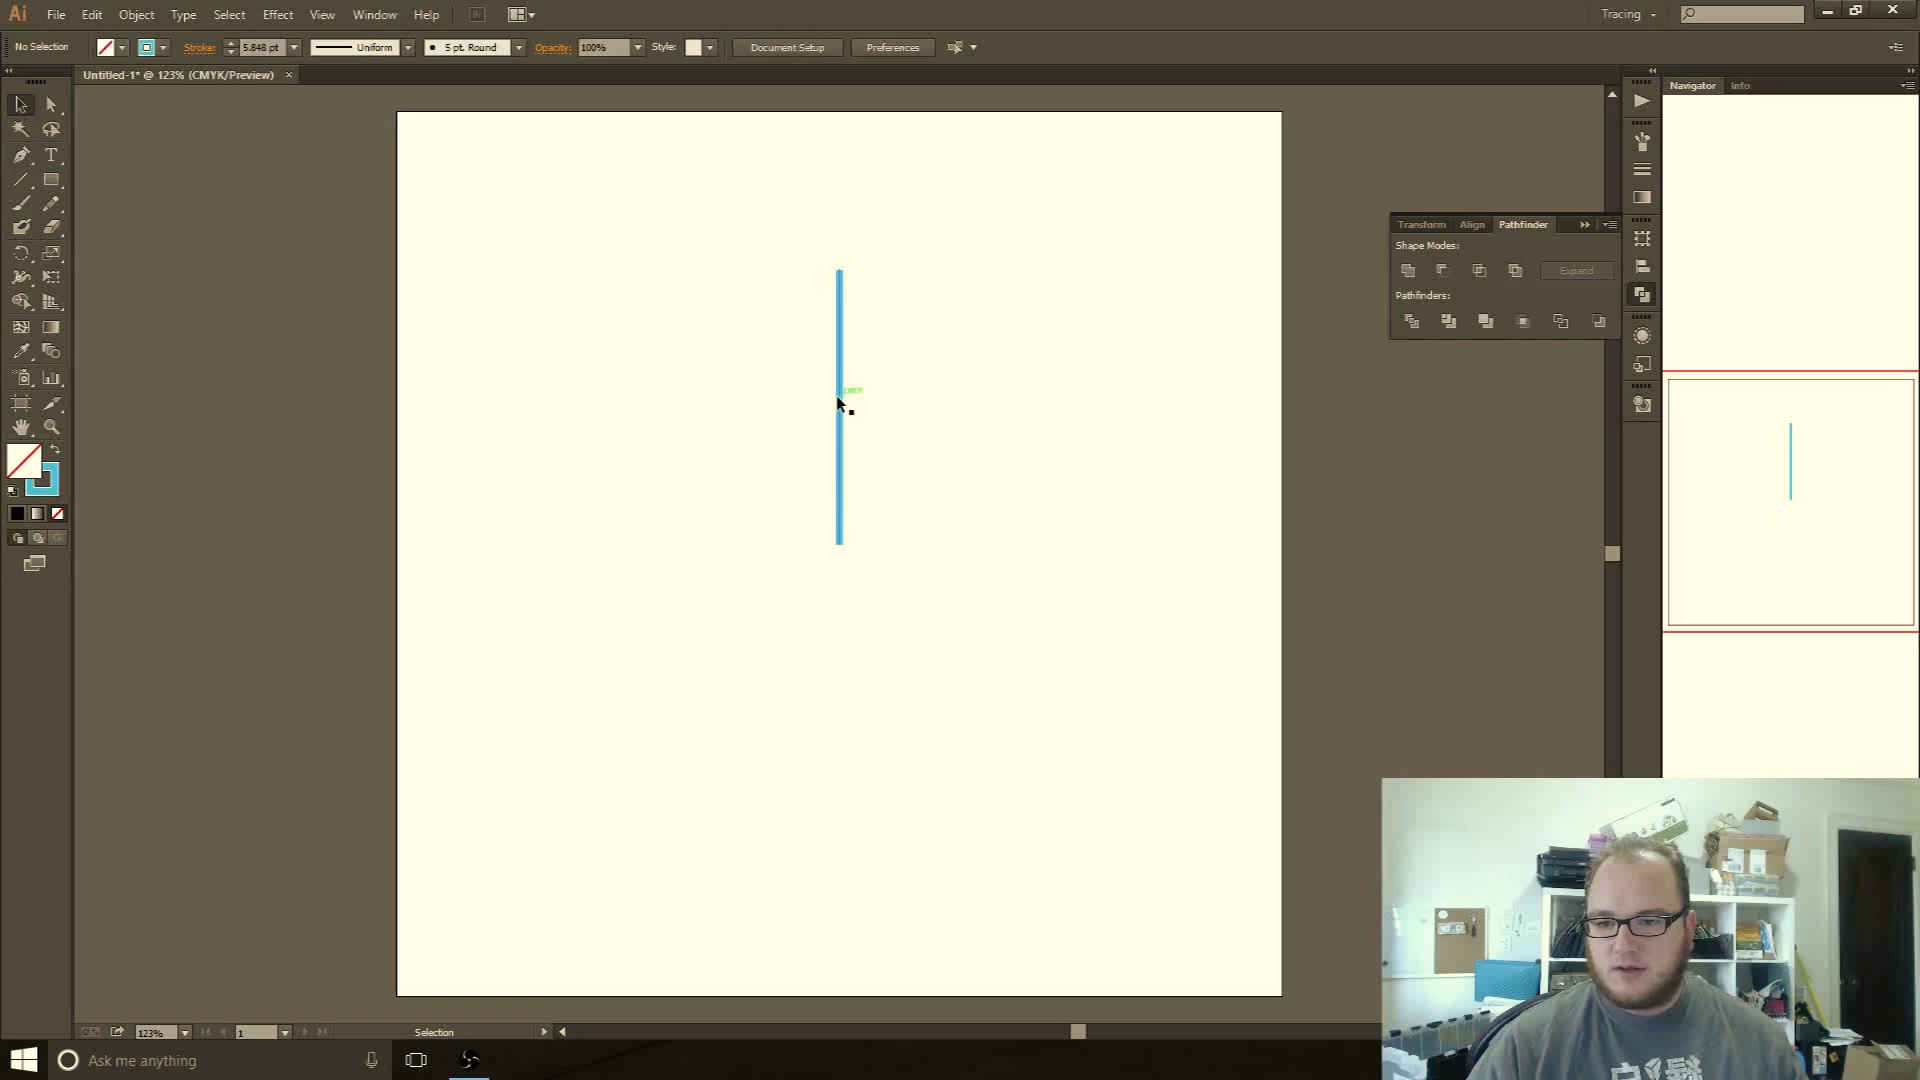 Ai File Edit Object Type Select Effect View Window Help Br Tracing
No Selection Stroke: 5.848 pt Uniform 5 pt. Round Opacity: 100% Style: Document Setup Preferences
Untitled-1* @ 123% (CMYK/Preview)
Navigator Info
Transform Align Pathfinder
Shape Modes:
Expand
Pathfinders:
path
123% 1 Selection
Ask me anything